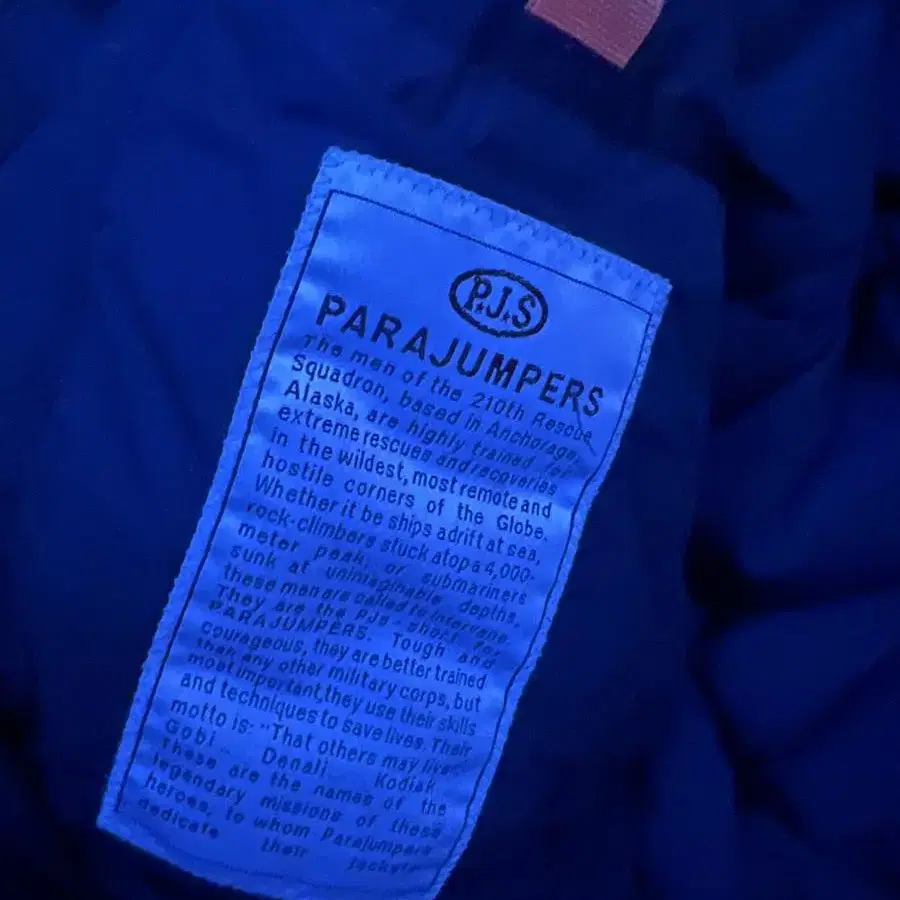 P.J.S
PARAJUMPERS
The men of the 210th Rescue
Squadron, based in Anchorage,
Alaska, are highly trained for
extreme rescues and recoveries
in the wildest, most remote and
hostile corners of the Globe.
Whether it be ships adrift at sea,
rock-climbers stuck atop a 4,000-
meter peak, or submariners
sunk at unimaginable depths,
these men are called to intervene.
They are the PJs - short for
PARAJUMPERS. Tough and
courageous, they are better trained
than any other military corps, but
most important, they use their skills
and techniques to save lives. Their
motto is: "That others may live..."
Gobi... Denali... Kodiak
These are the names of the
legendary missions of these
heroes, to whom Parajumpers
dedicate their jackets